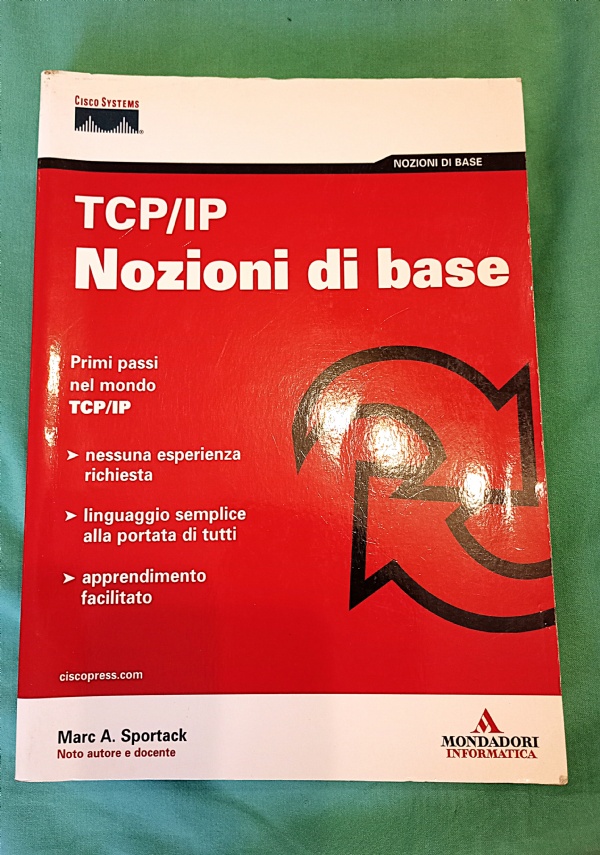 CISCO SYSTEMS
NOZIONI DI BASE
TCP/IP
Nozioni di base
Primi passi
nel mondo
TCP/IP
➤ nessuna esperienza
richiesta
➤ linguaggio semplice
alla portata di tutti
➤ apprendimento
facilitato
ciscopress.com
Marc A. Sportack
Noto autore e docente
MONDADORI
INFORMATICA